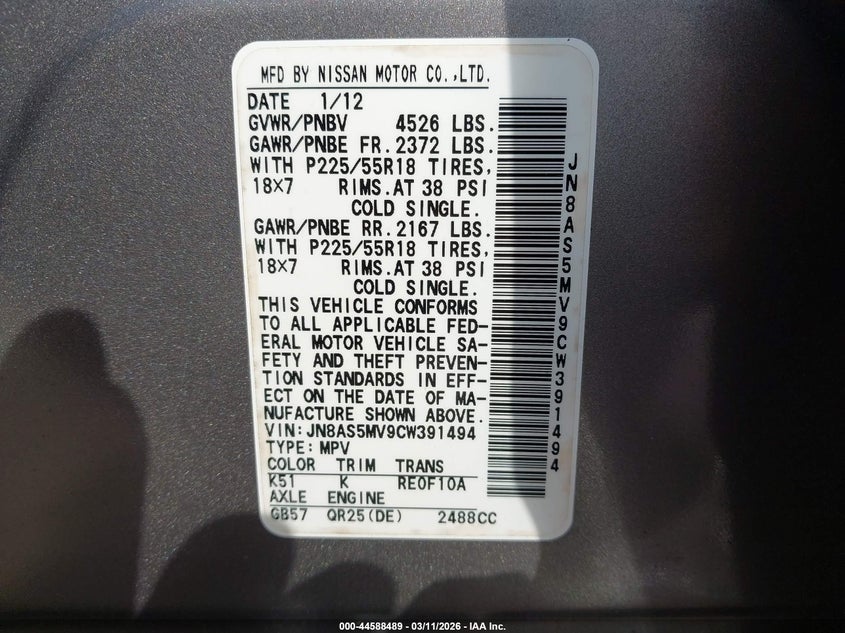 MFD BY NISSAN MOTOR CO.,LTD.
DATE 1/12
GVWR/PNBV 4526 LBS.
GAWR/PNBE FR. 2372 LBS.
WITH P225/55R18 TIRES,
18×7 RIMS. AT 38 PSI
COLD SINGLE.
GAWR/PNBE RR. 2167 LBS.
WITH P225/55R18 TIRES,
18×7 RIMS. AT 38 PSI
COLD SINGLE.
THIS VEHICLE CONFORMS
TO ALL APPLICABLE FED-
ERAL MOTOR VEHICLE SA-
FETY AND THEFT PREVEN-
TION STANDARDS IN EFF-
ECT ON THE DATE OF MA-
NUFACTURE SHOWN ABOVE.
VIN:JN8AS5MV9CW391494
TYPE:MPV
COLOR TRIM TRANS
K51 K RE0F10A
AXLE ENGINE
GB57 QR25(DE) 2488CC
JN8AS5MV9CW391494
000-44588489 - 03/11/2026 - IAA Inc.